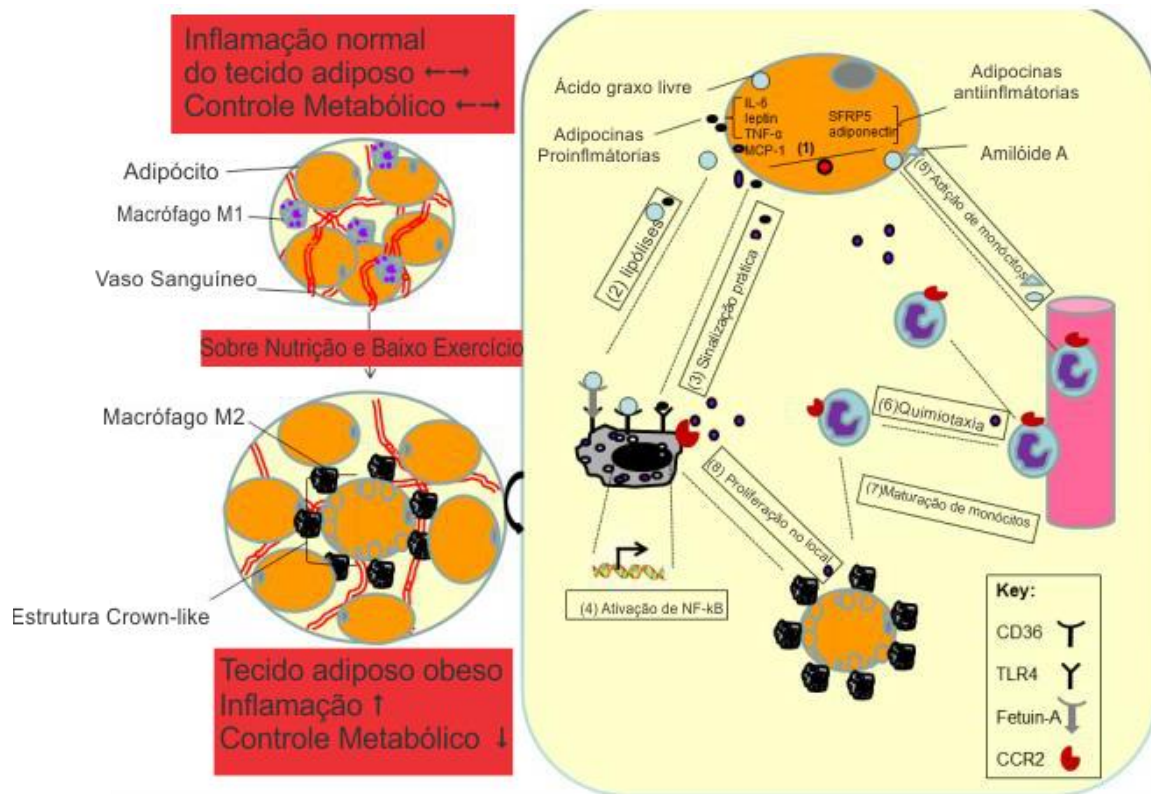 Inflamação normal
do tecido adiposo ←→
Controle Metabólico ←→
Adipócito
Macrófago M1
Vaso Sanguíneo
Sobre Nutrição e Baixo Exercício
Macrófago M2
Estrutura Crown-like
Tecido adiposo obeso
Inflamação ↑
Controle Metabólico ↓
Ácido graxo livre
Adipocinas
Proinflmátorias
IL-6
leptin
TNF-α
MCP-1
(1)
SFRP5
adiponectin
Adipocinas
antiinflmátorias
Amilóide A
(2) lipólises
(3) Sinalização prática
(4) Ativação de NF-kB
(5) Adição de monócitos
(6)Quimiotaxia
(7)Maturação de monócitos
(8) Proliferação no local
Key:
CD36
TLR4
Fetuin-A
CCR2